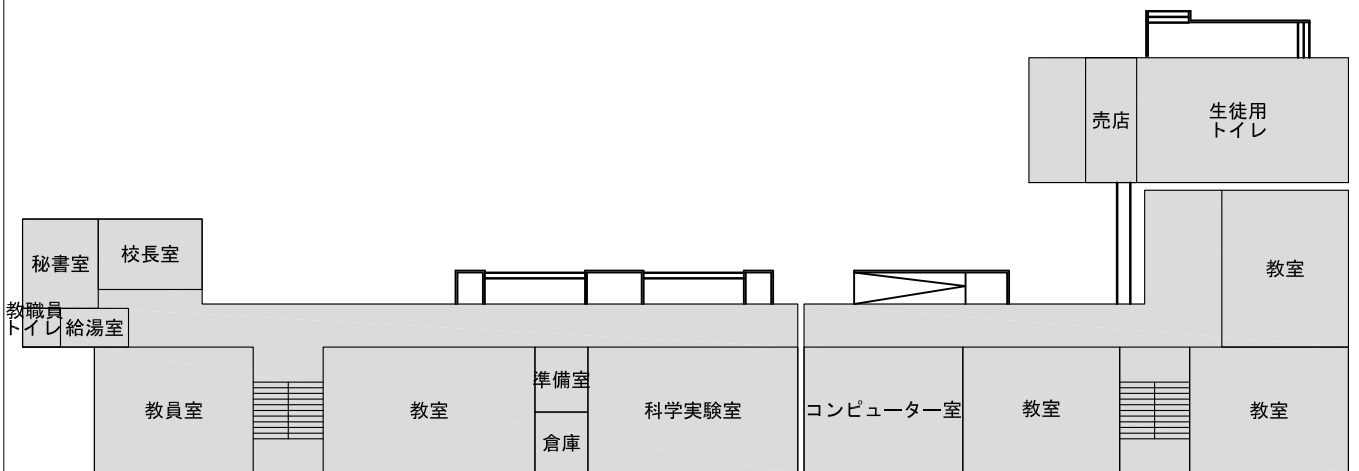 売店
生徒用
トイレ
秘書室
校長室
教室
教職員
トイレ
給湯室
教員室
教室
準備室
倉庫
科学実験室
コンピューター室
教室
教室